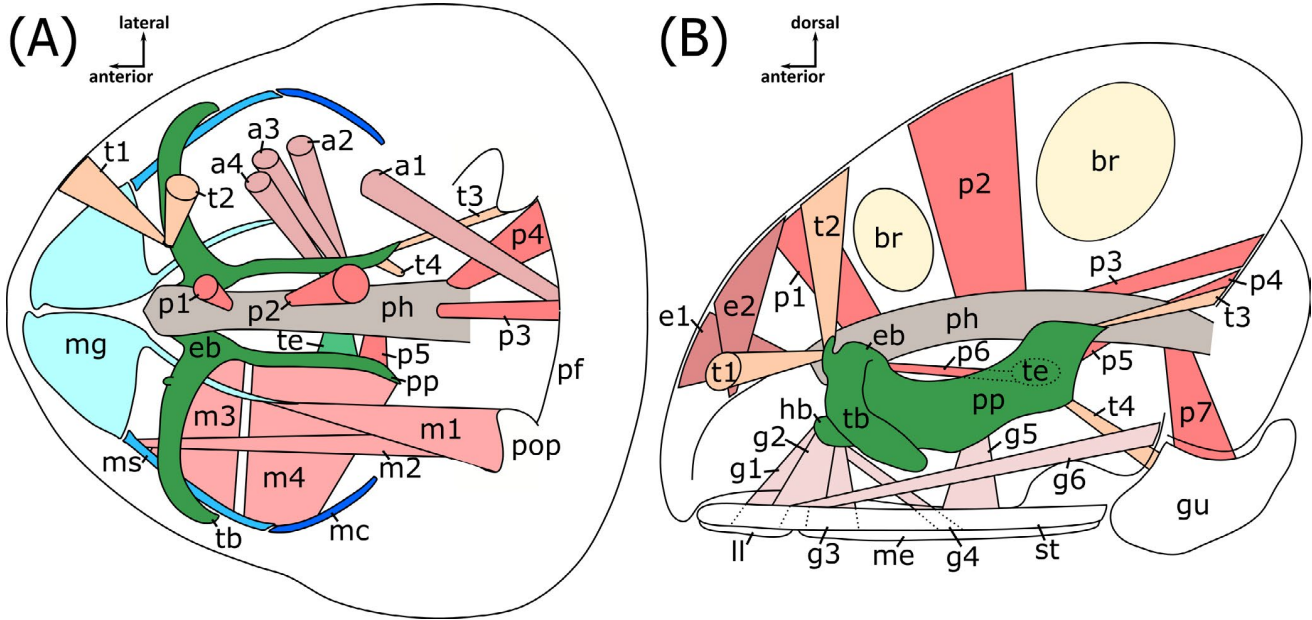 (A)
lateral
anterior
t1
t2
a4
a3
a2
a1
t3
p4
t4
p1
p2
ph
p3
mg
eb
te
p5
pp
pf
m3
m1
pop
ms
m2
m4
tb
mc
(B)
dorsal
anterior
br
p2
t2
br
p1
e2
e1
p3
p4
t3
ph
eb
p6
p5
t1
te
t4
hb
tb
pp
p7
g2
g1
g5
g6
gu
ll
g3
me
g4
st